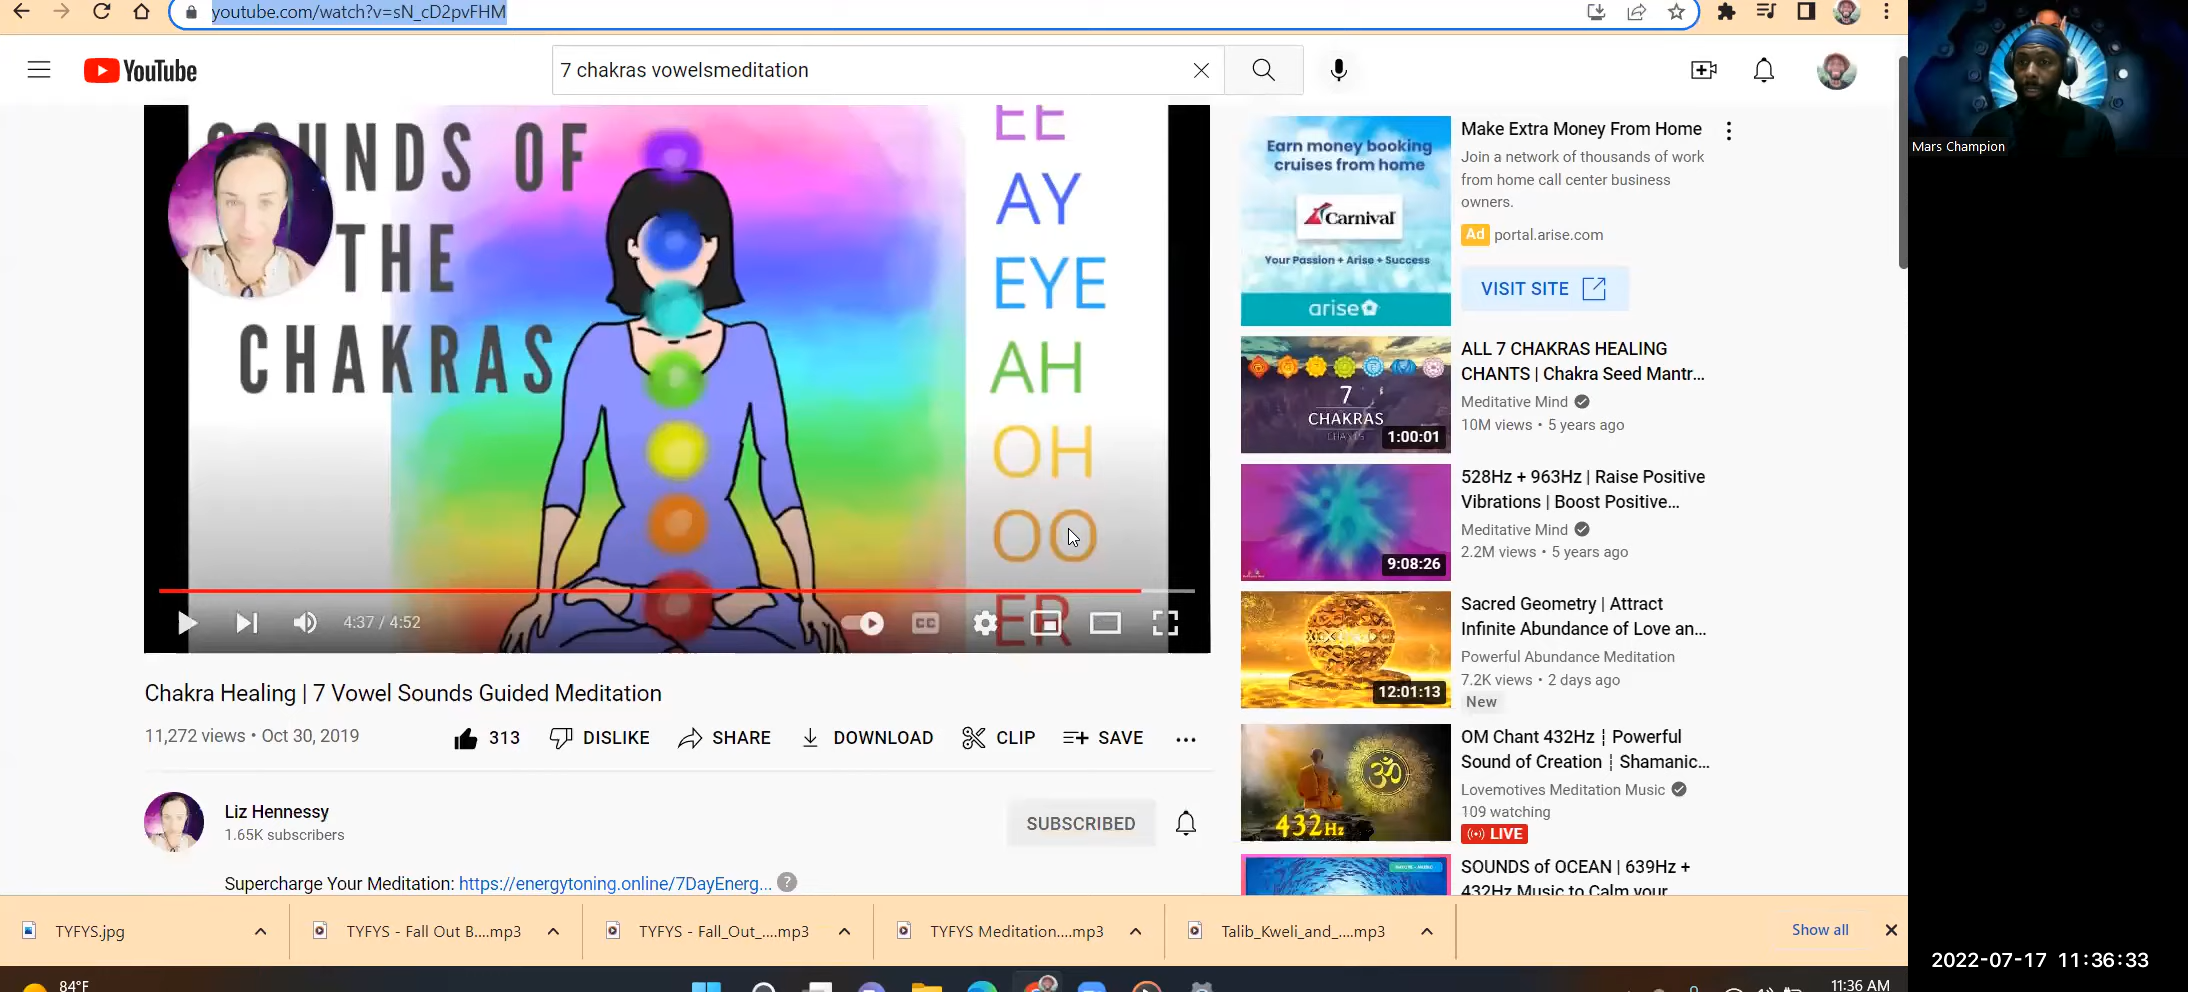 youtube.com/watch?v=sN_cD2pvFHM
YouTube
7 chakras vowelsmeditation
SOUNDS OF
THE
CHAKRAS
EE
AY
EYE
AH
OH
OO
ER
4:37 / 4:52
CC
Chakra Healing | 7 Vowel Sounds Guided Meditation
11,272 views • Oct 30, 2019
313
DISLIKE
SHARE
DOWNLOAD
CLIP
SAVE
Liz Hennessy
1.65K subscribers
SUBSCRIBED
Supercharge Your Meditation: https://energytoning.online/7DayEnerg...
Earn money booking
cruises from home
Carnival
Your Passion + Arise + Success
arise
Make Extra Money From Home
Join a network of thousands of work
from home call center business
owners.
Ad portal.arise.com
VISIT SITE
7
CHAKRAS
CHANTS
1:00:01
ALL 7 CHAKRAS HEALING
CHANTS | Chakra Seed Mantr...
Meditative Mind
10M views • 5 years ago
9:08:26
528Hz + 963Hz | Raise Positive
Vibrations | Boost Positive...
Meditative Mind
2.2M views • 5 years ago
12:01:13
Sacred Geometry | Attract
Infinite Abundance of Love an...
Powerful Abundance Meditation
7.2K views • 2 days ago
New
ॐ
432Hz
OM Chant 432Hz ¦ Powerful
Sound of Creation ¦ Shamanic...
Lovemotives Meditation Music
109 watching
LIVE
SOUNDS of OCEAN | 639Hz +
432Hz Music to Calm your
TYFYS.jpg
TYFYS - Fall Out B....mp3
TYFYS - Fall_Out_....mp3
TYFYS Meditation....mp3
Talib_Kweli_and_....mp3
Show all
84°F
11:36 AM
Mars Champion
2022-07-17 11:36:33